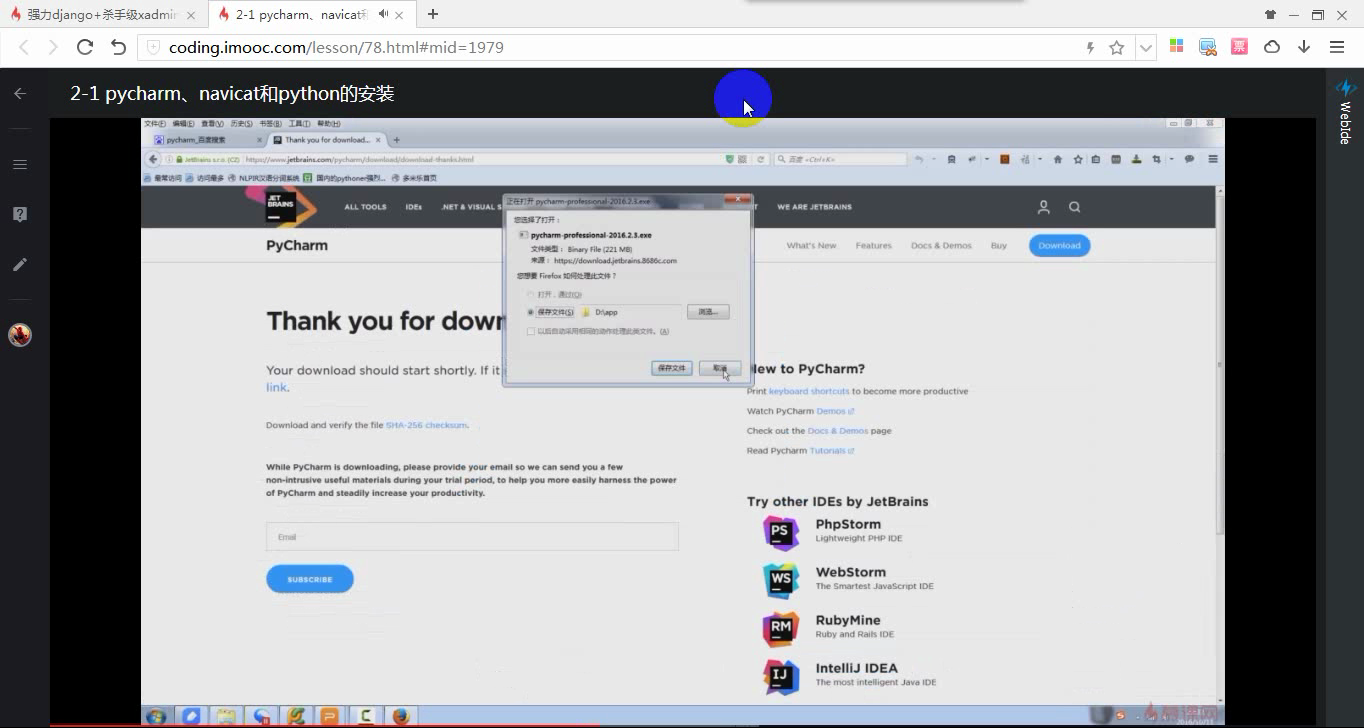 强力django+杀手级xadmin
2-1 pycharm、navicat和
coding.imooc.com/lesson/78.html#mid=1979
票
2-1 pycharm、navicat和python的安装
WebIde
文件(F) 编辑(E) 查看(V) 历史(S) 书签(B) 工具(T) 帮助(H)
pycharm_百度搜索
Thank you for download...
JetBrains s.r.o. (CZ)
https://www.jetbrains.com/pycharm/download/download-thanks.html
百度 <Ctrl+K>
最常访问 访问最多 NLPIR汉语分词系统 国内的pythoner强烈... 多米乐首页
JET
BRAINS
ALL TOOLS
IDEs
.NET & VISUAL S
T
WE ARE JETBRAINS
PyCharm
What's New
Features
Docs & Demos
Buy
Download
正在打开 pycharm-professional-2016.2.3.exe
您选择了打开：
pycharm-professional-2016.2.3.exe
文件类型： Binary File (221 MB)
来源： https://download.jetbrains.8686c.com
您想要 Firefox 如何处理此文件？
打开，通过(O)
保存文件(S)
D:\app
浏览...
以后自动采用相同的动作处理此类文件。(A)
保存文件
取消
Thank you for down
Your download should start shortly. If it
link.
Download and verify the file SHA-256 checksum.
While PyCharm is downloading, please provide your email so we can send you a few
non-intrusive useful materials during your trial period, to help you more easily harness the power
of PyCharm and steadily increase your productivity.
Email
SUBSCRIBE
New to PyCharm?
Print keyboard shortcuts to become more productive
Watch PyCharm Demos
Check out the Docs & Demos page
Read Pycharm Tutorials
Try other IDEs by JetBrains
PS
PhpStorm
Lightweight PHP IDE
WS
WebStorm
The Smartest JavaScript IDE
RM
RubyMine
Ruby and Rails IDE
IJ
IntelliJ IDEA
The most intelligent Java IDE
慕课网